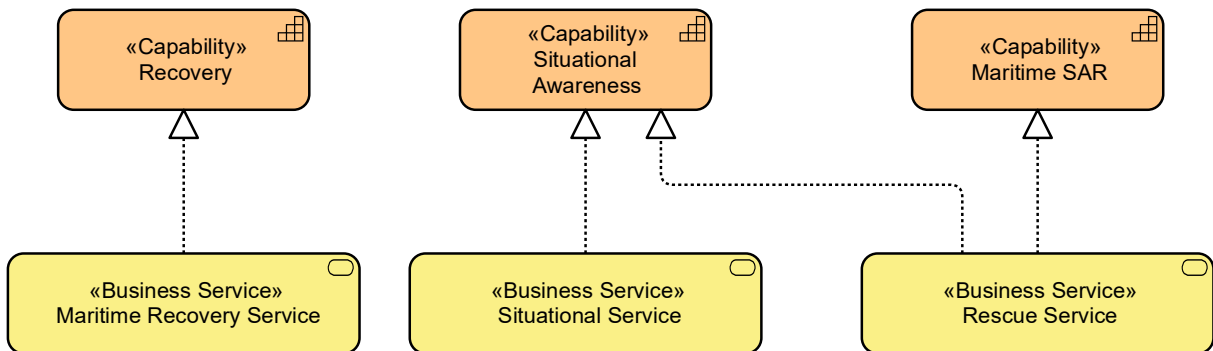 «Capability»
Recovery
«Capability»
Situational
Awareness
«Capability»
Maritime SAR
«Business Service»
Maritime Recovery Service
«Business Service»
Situational Service
«Business Service»
Rescue Service